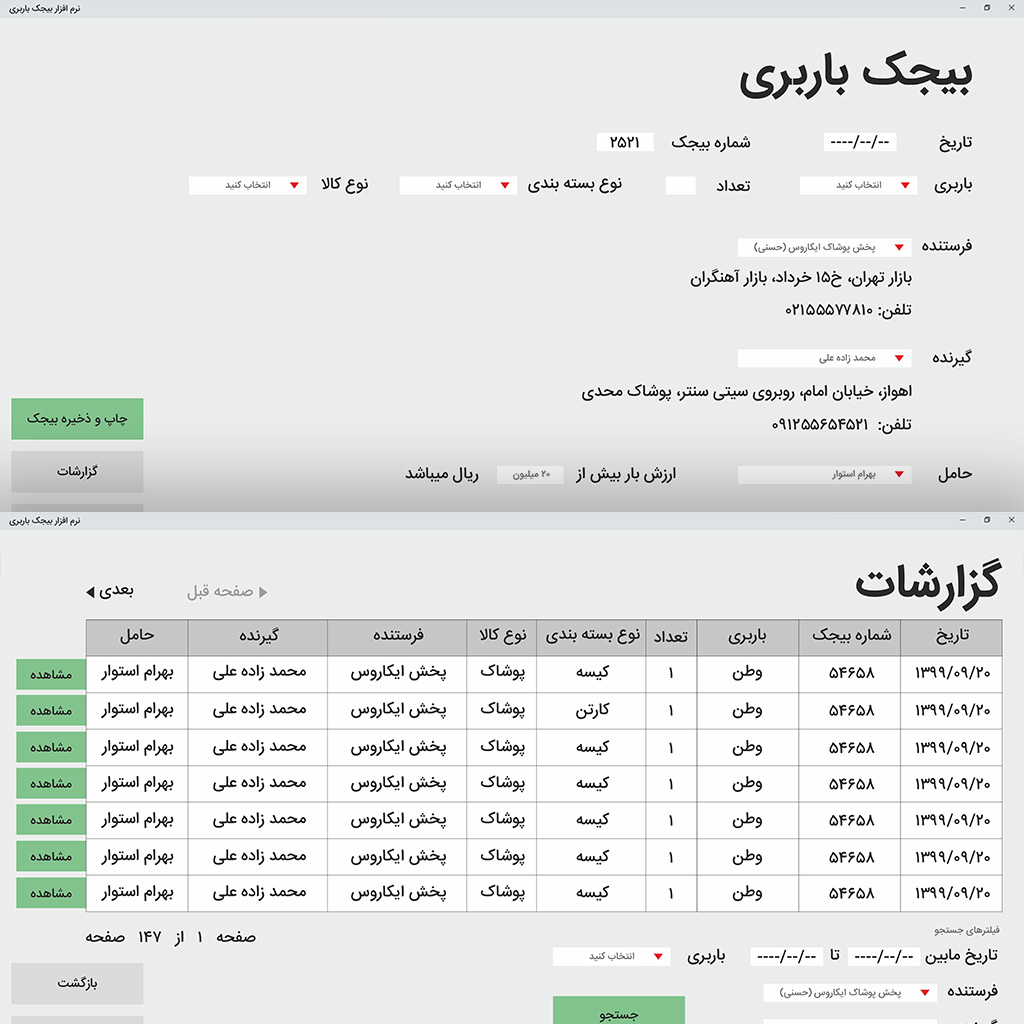 نرم افزار بیجک باربری
بیجک باربری
تاریخ --/--/---- شماره بیجک ۲۵۲۱
باربری انتخاب کنید تعداد نوع بسته بندی انتخاب کنید نوع کالا انتخاب کنید
فرستنده پخش پوشاک ایکاروس (حسنی)
بازار تهران، خ۱۵ خرداد، بازار آهنگران
تلفن: ۰۲۱۵۵۵۷۷۸۱۰
گیرنده محمد زاده علی
اهواز، خیابان امام، روبروی سیتی سنتر، پوشاک محدی
تلفن: ۰۹۱۲۵۵۶۵۴۵۲۱
چاپ و ذخیره بیجک
گزارشات
حامل بهرام استوار ارزش بار بیش از ۲۰ میلیون ریال میباشد
نرم افزار بیجک باربری
گزارشات
صفحه قبل بعدی
تاریخ شماره بیجک باربری تعداد نوع بسته بندی نوع کالا فرستنده گیرنده حامل
۱۳۹۹/۰۹/۲۰ ۵۴۶۵۸ وطن ۱ کیسه پوشاک پخش ایکاروس محمد زاده علی بهرام استوار مشاهده
۱۳۹۹/۰۹/۲۰ ۵۴۶۵۸ وطن ۱ کارتن پوشاک پخش ایکاروس محمد زاده علی بهرام استوار مشاهده
۱۳۹۹/۰۹/۲۰ ۵۴۶۵۸ وطن ۱ کیسه پوشاک پخش ایکاروس محمد زاده علی بهرام استوار مشاهده
۱۳۹۹/۰۹/۲۰ ۵۴۶۵۸ وطن ۱ کیسه پوشاک پخش ایکاروس محمد زاده علی بهرام استوار مشاهده
۱۳۹۹/۰۹/۲۰ ۵۴۶۵۸ وطن ۱ کیسه پوشاک پخش ایکاروس محمد زاده علی بهرام استوار مشاهده
۱۳۹۹/۰۹/۲۰ ۵۴۶۵۸ وطن ۱ کیسه پوشاک پخش ایکاروس محمد زاده علی بهرام استوار مشاهده
۱۳۹۹/۰۹/۲۰ ۵۴۶۵۸ وطن ۱ کیسه پوشاک پخش ایکاروس محمد زاده علی بهرام استوار مشاهده
صفحه ۱ از ۱۴۷ صفحه
فیلترهای جستجو
تاریخ مابین --/--/---- تا --/--/---- باربری انتخاب کنید
بازگشت
فرستنده پخش پوشاک ایکاروس (حسنی)
جستجو